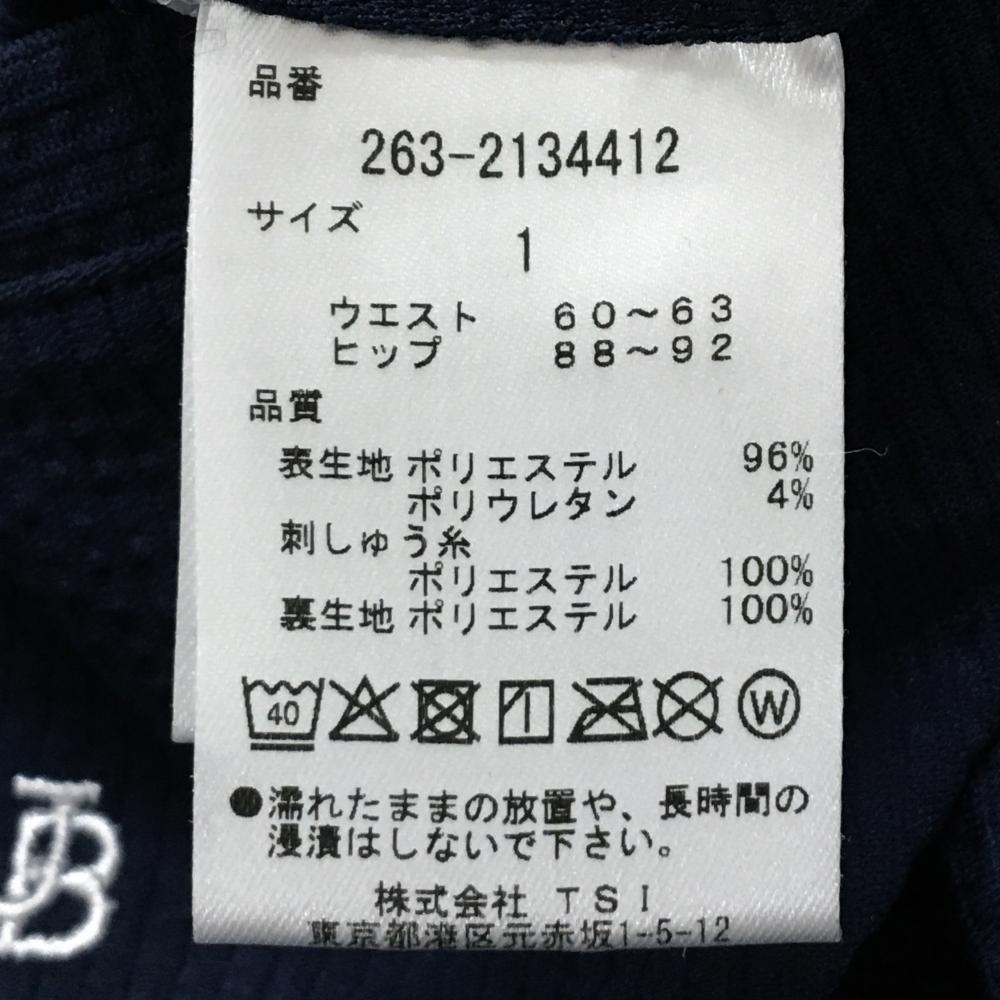 品番
263-2134412
サイズ
1
ウエスト 60～63
ヒップ 88～92
品質
表生地 ポリエステル 96%
ポリウレタン 4%
刺しゅう糸
ポリエステル 100%
裏生地 ポリエステル 100%
40 W
●濡れたままの放置や、長時間の
浸漬はしないで下さい。
株式会社 TSI
東京都港区元赤坂1-5-12
JB